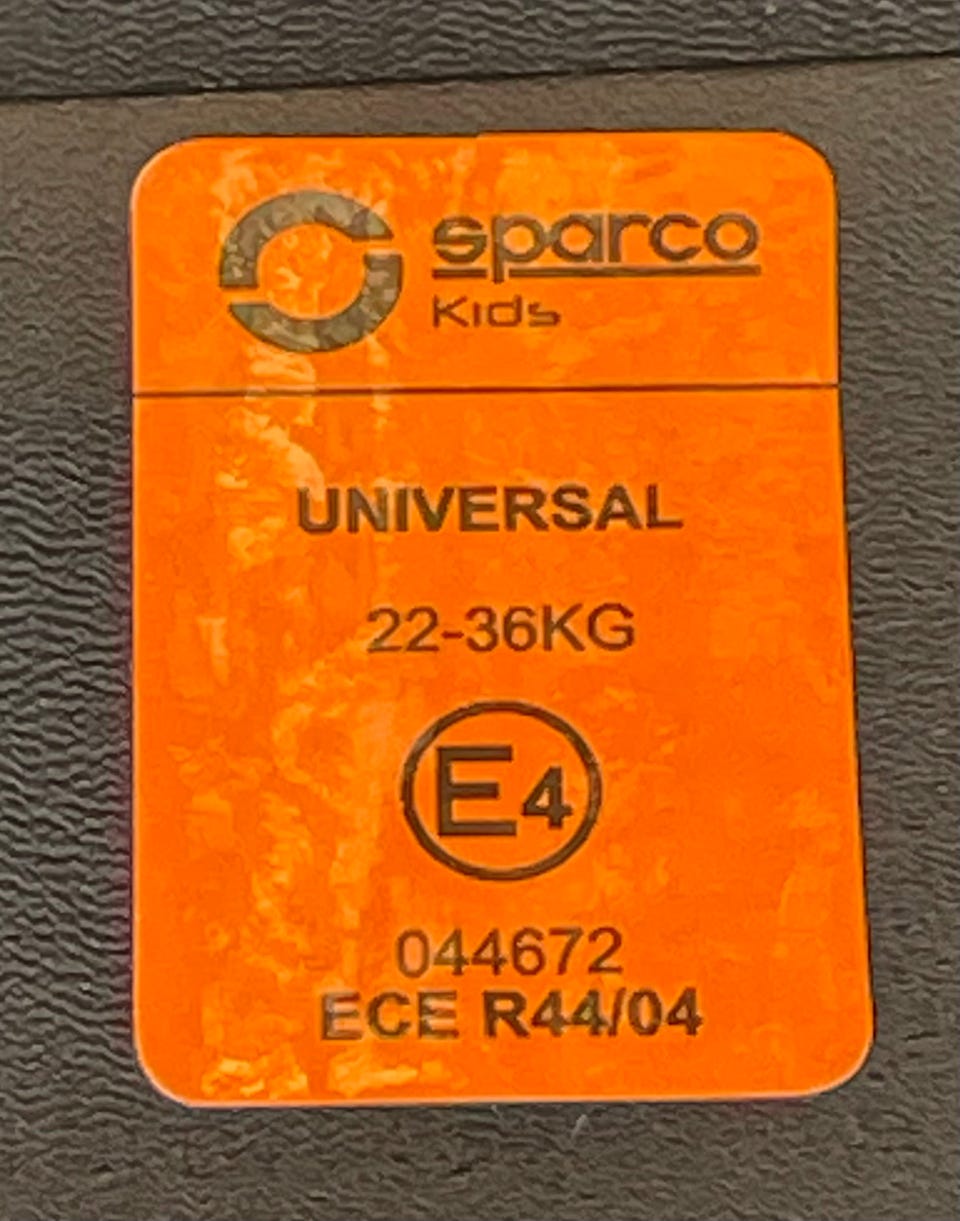 sparco
Kids
UNIVERSAL
22-36KG
E4
044672
ECE R44/04